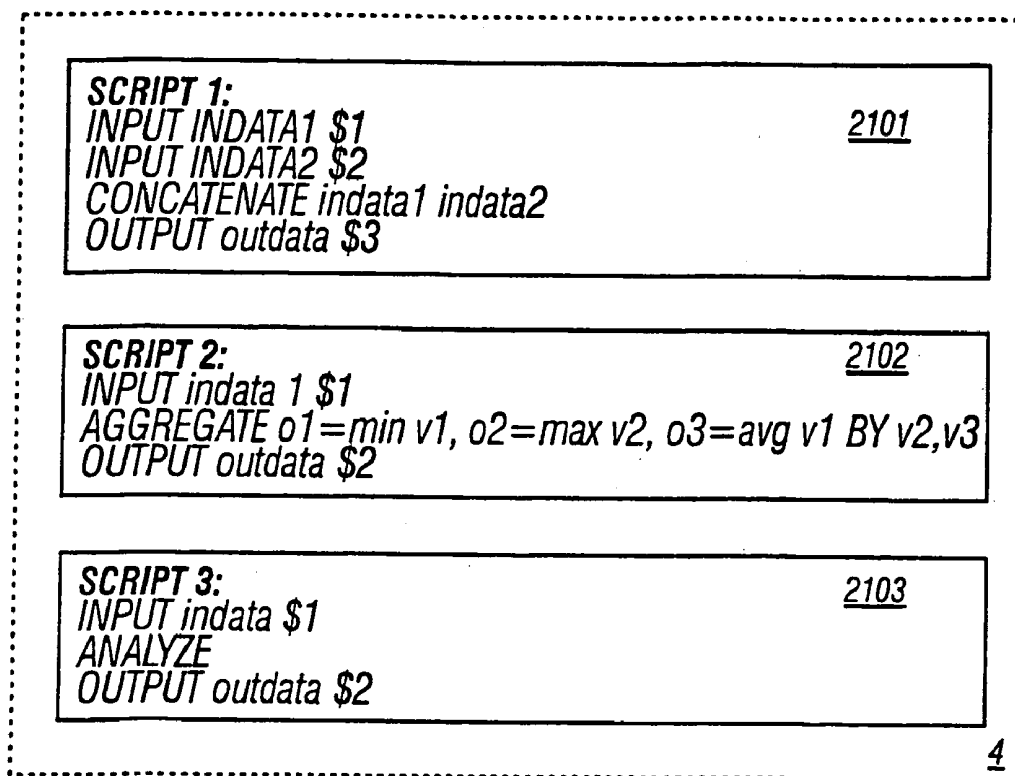 SCRIPT 1:
INPUT INDATA1 $1 2101
INPUT INDATA2 $2
CONCATENATE indata1 indata2
OUTPUT outdata $3
SCRIPT 2: 2102
INPUT indata 1 $1
AGGREGATE o1=min v1, o2=max v2, o3=avg v1 BY v2,v3
OUTPUT outdata $2
SCRIPT 3: 2103
INPUT indata $1
ANALYZE
OUTPUT outdata $2
4